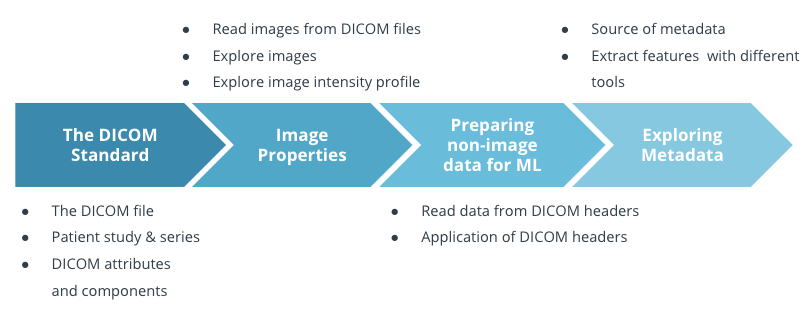 ● Read images from DICOM files
● Explore images
● Explore image intensity profile
● Source of metadata
● Extract features with different
tools
The DICOM
Standard
Image
Properties
Preparing
non-image
data for ML
Exploring
Metadata
● The DICOM file
● Patient study & series
● DICOM attributes
and components
● Read data from DICOM headers
● Application of DICOM headers